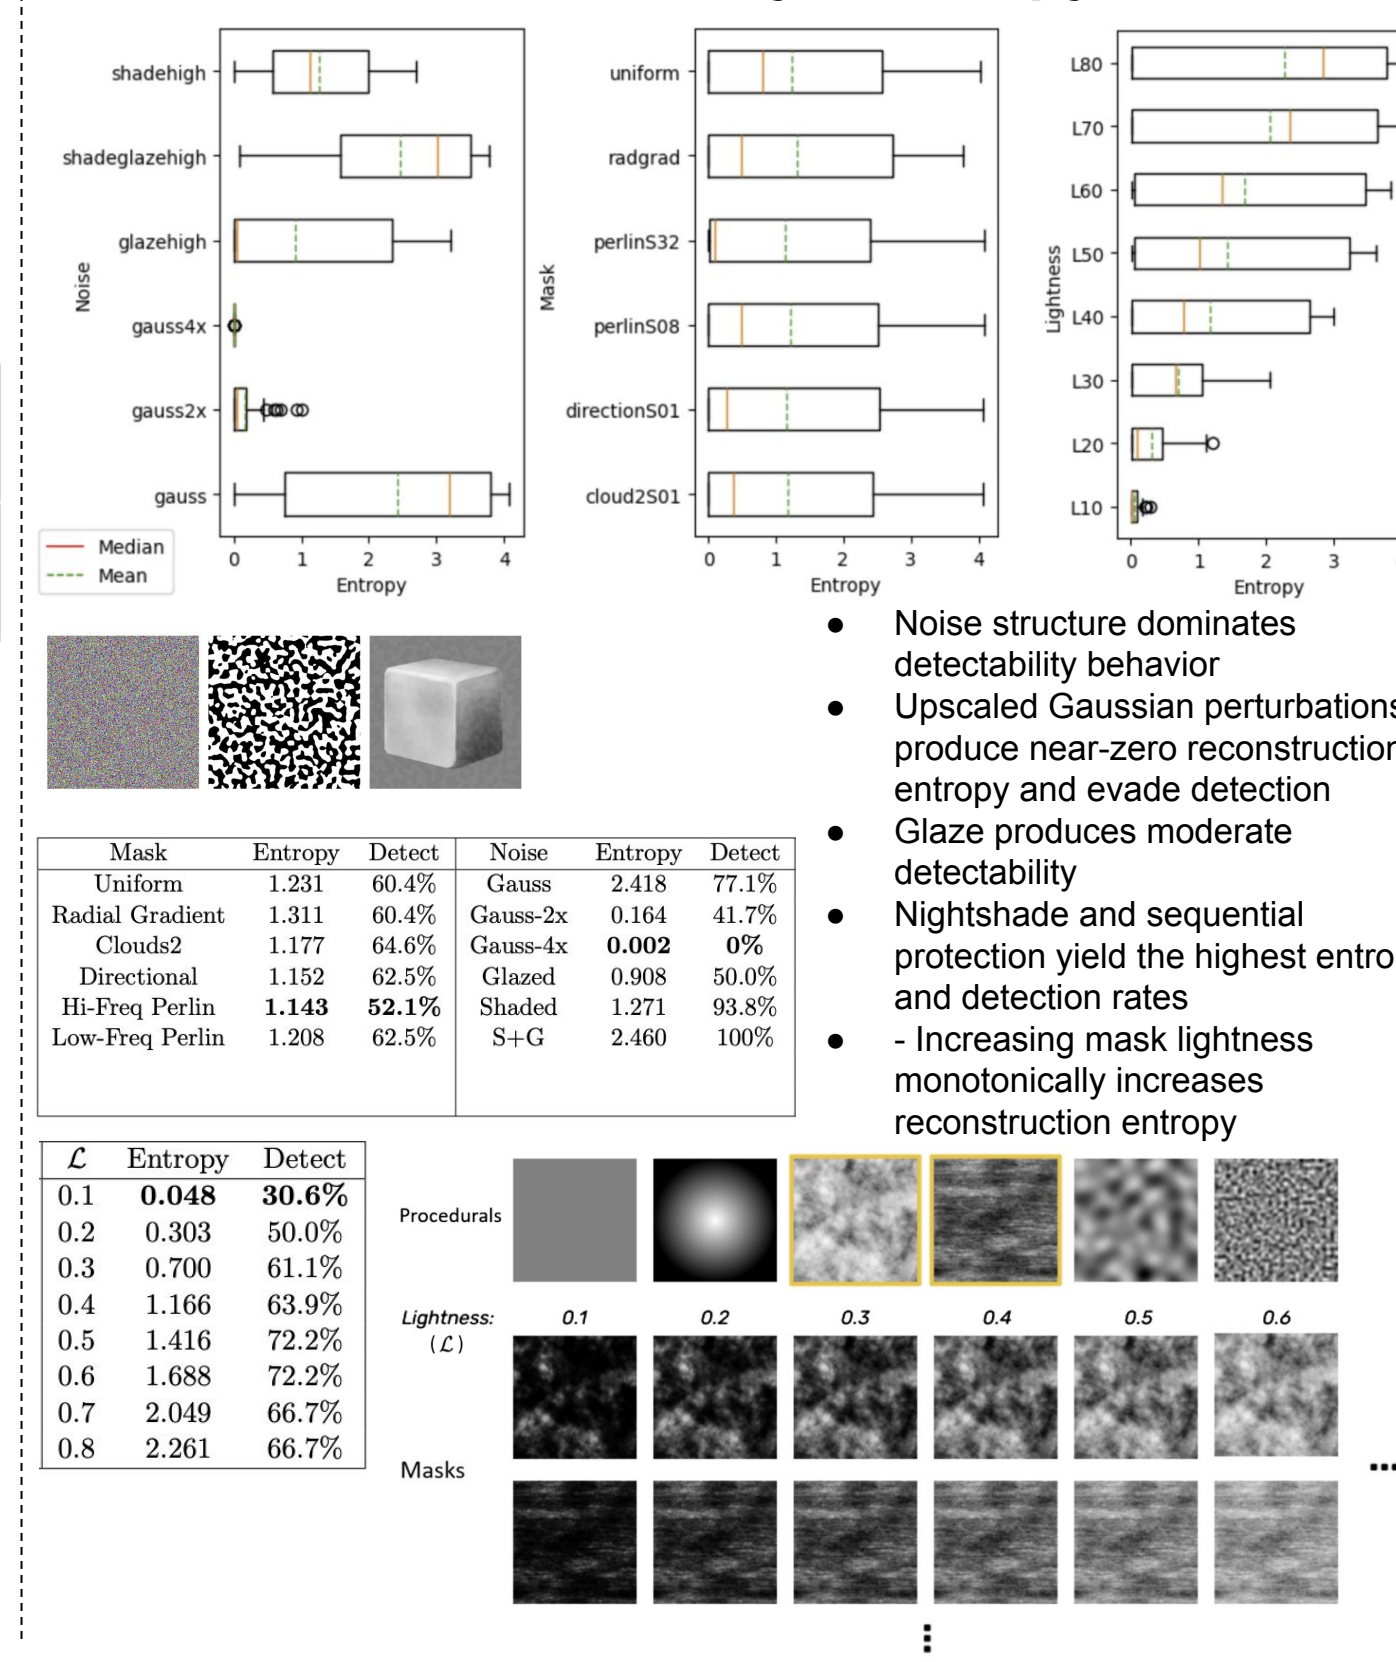 shadehigh
shadeglazehigh
glazehigh
gauss4x
gauss2x
gauss
Noise
0 1 2 3 4
Entropy
Median
Mean
uniform
radgrad
perlinS32
perlinS08
directionS01
cloud2S01
Mask
0 1 2 3 4
Entropy
L80
L70
L60
L50
L40
L30
L20
L10
Lightness
0 1 2 3
Entropy
● Noise structure dominates
detectability behavior
● Upscaled Gaussian perturbations
produce near-zero reconstruction
entropy and evade detection
● Glaze produces moderate
detectability
● Nightshade and sequential
protection yield the highest entro
and detection rates
● - Increasing mask lightness
monotonically increases
reconstruction entropy
Mask Entropy Detect Noise Entropy Detect
Uniform 1.231 60.4% Gauss 2.418 77.1%
Radial Gradient 1.311 60.4% Gauss-2x 0.164 41.7%
Clouds2 1.177 64.6% Gauss-4x 0.002 0%
Directional 1.152 62.5% Glazed 0.908 50.0%
Hi-Freq Perlin 1.143 52.1% Shaded 1.271 93.8%
Low-Freq Perlin 1.208 62.5% S+G 2.460 100%
ℒ Entropy Detect
0.1 0.048 30.6%
0.2 0.303 50.0%
0.3 0.700 61.1%
0.4 1.166 63.9%
0.5 1.416 72.2%
0.6 1.688 72.2%
0.7 2.049 66.7%
0.8 2.261 66.7%
Procedurals
Lightness: 0.1 0.2 0.3 0.4 0.5 0.6
(ℒ)
Masks
...
⋮